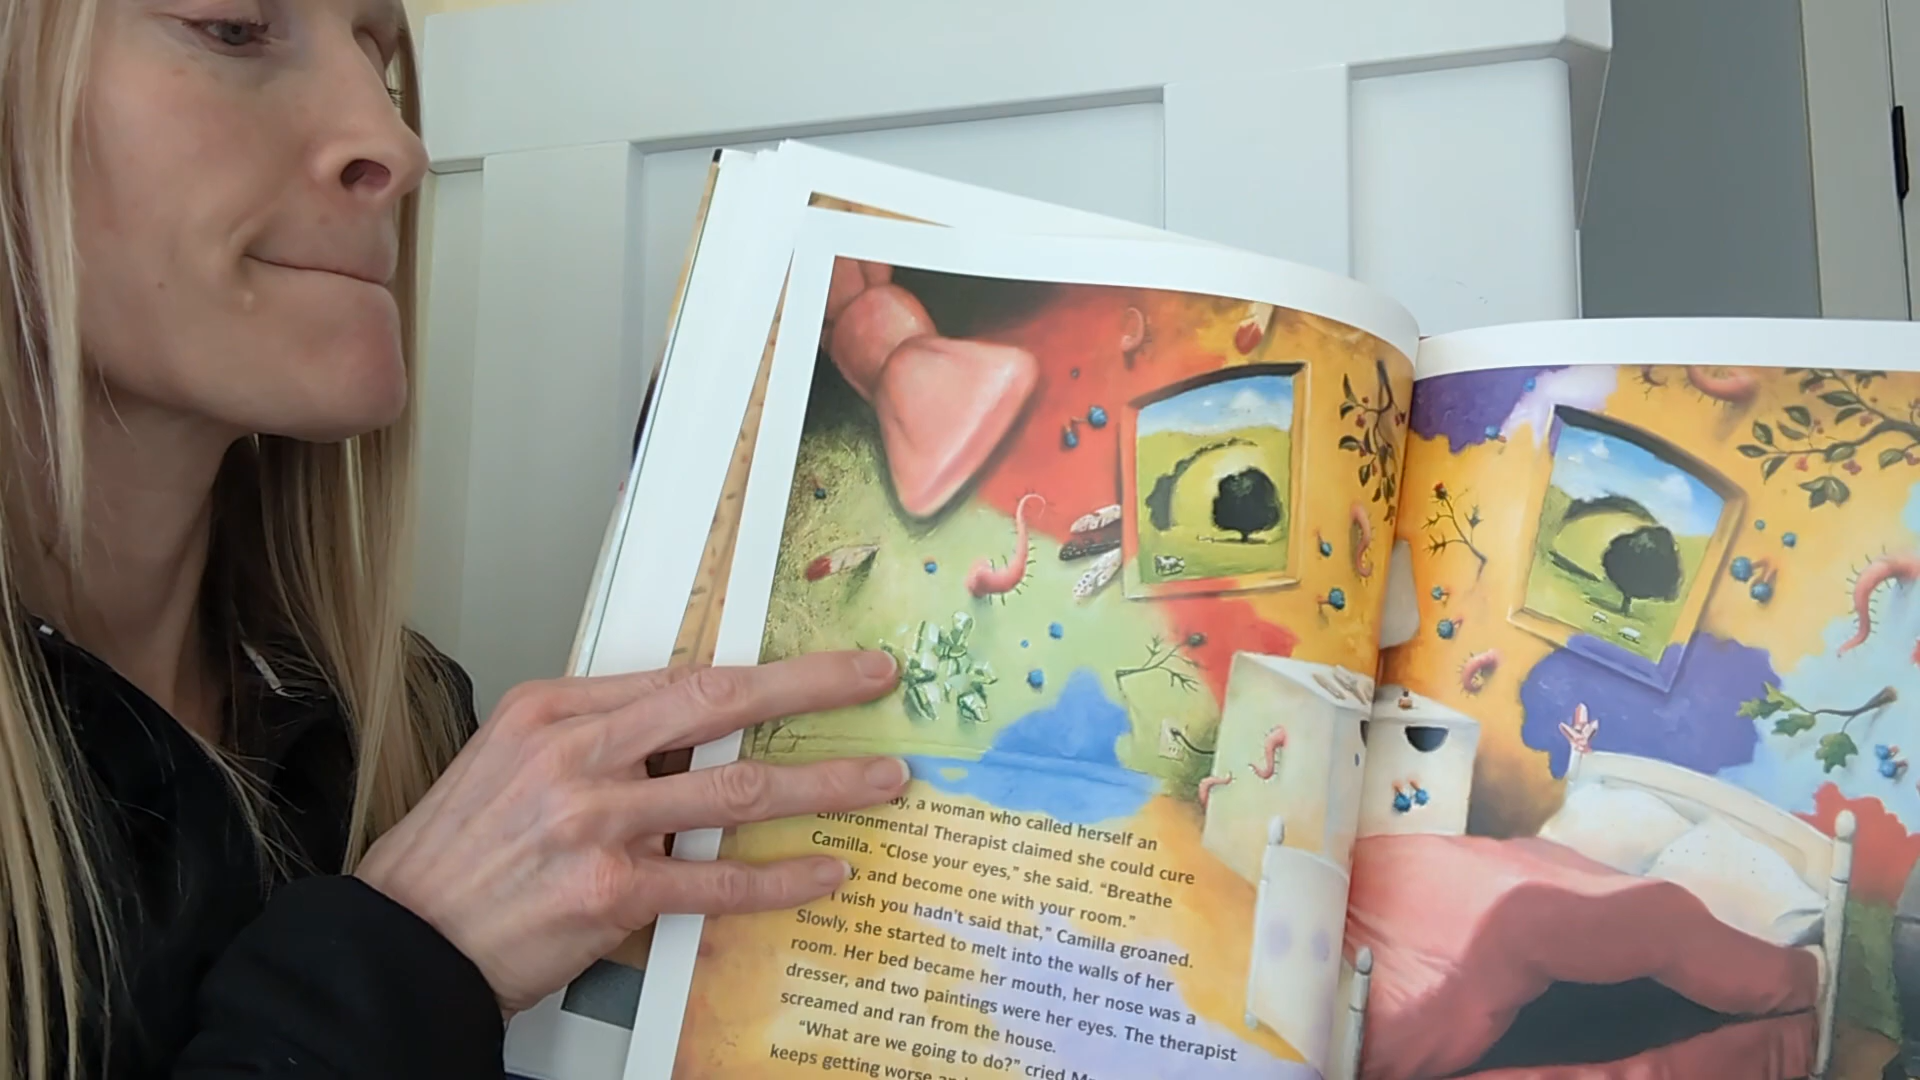 a woman who called herself an
Environmental Therapist claimed she could cure
Camilla. “Close your eyes,” she said. “Breathe
and become one with your room.”
I wish you hadn't said that,” Camilla groaned.
Slowly, she started to melt into the walls of her
room. Her bed became her mouth, her nose was a
dresser, and two paintings were her eyes. The therapist
screamed and ran from the house.
“What are we going to do?” cried
keeps getting worse